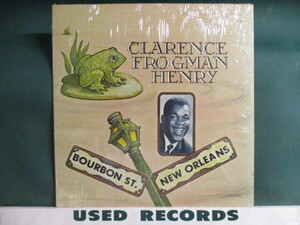 CLARENCE
FROGMAN
HENRY
BOURBON ST.
NEW ORLEANS
USED RECORDS